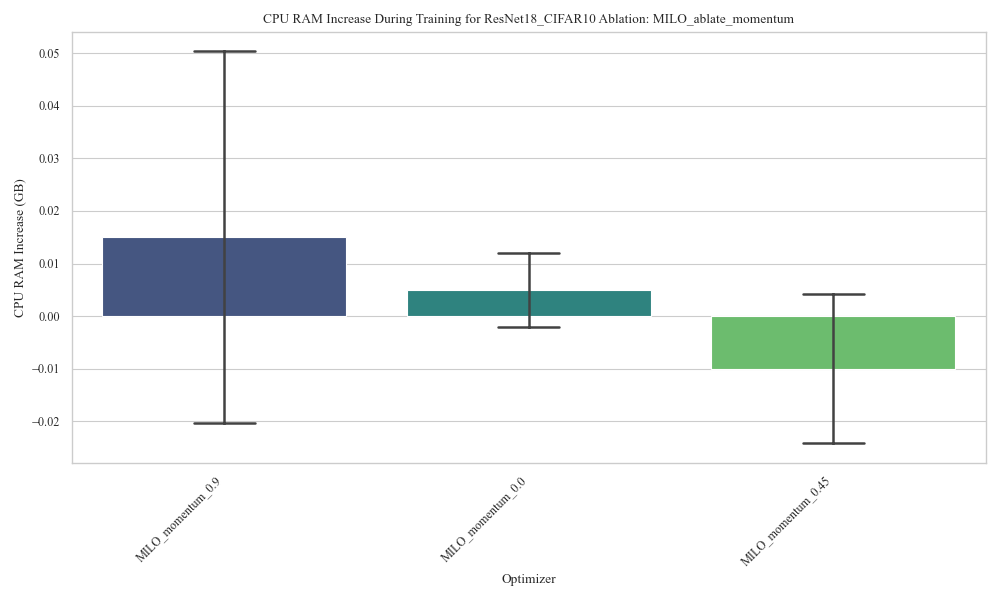 CPU RAM Increase During Training for ResNet18_CIFAR10 Ablation: MILO_ablate_momentum
CPU RAM Increase (GB)
0.05
0.04
0.03
0.02
0.01
0.00
−0.01
−0.02
MILO_momentum_0.9
MILO_momentum_0.0
MILO_momentum_0.45
Optimizer